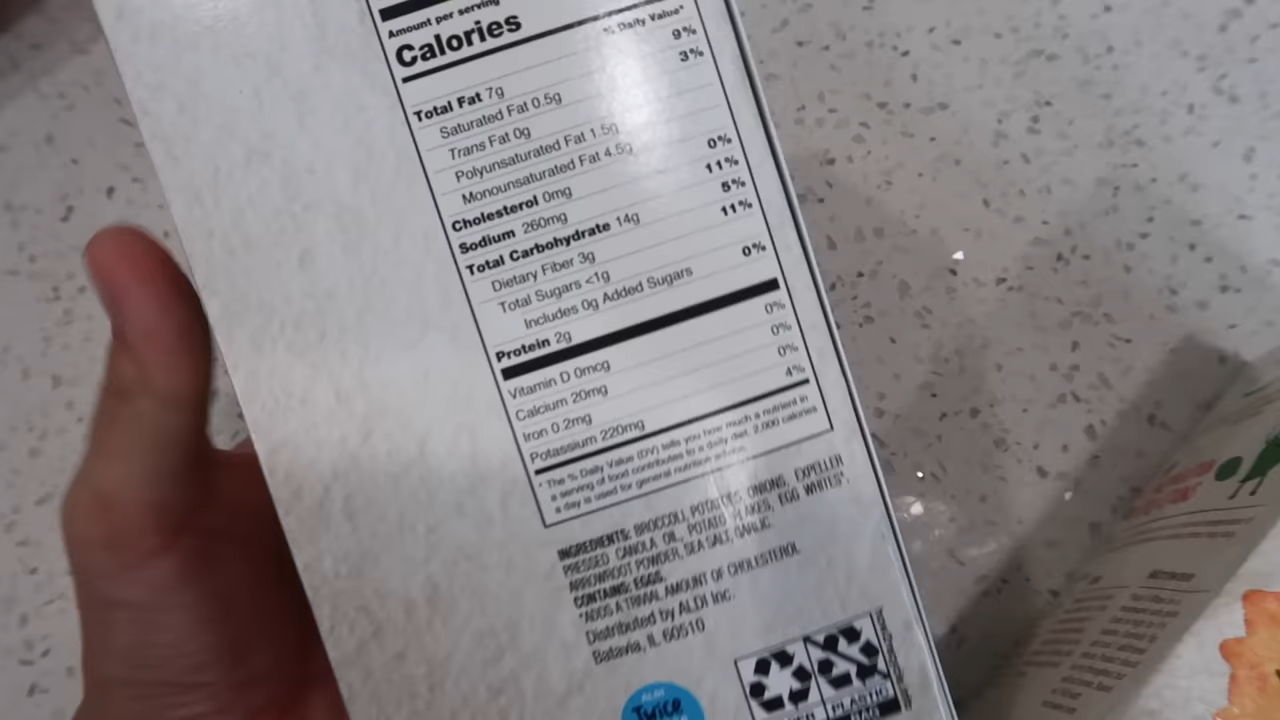 Amount per serving
Calories
% Daily Value*
Total Fat 7g 9%
Saturated Fat 0.5g 3%
Trans Fat 0g
Polyunsaturated Fat 1.5g
Monounsaturated Fat 4.5g
Cholesterol 0mg 0%
Sodium 260mg 11%
Total Carbohydrate 14g 5%
Dietary Fiber 3g 11%
Total Sugars <1g
Includes 0g Added Sugars 0%
Protein 2g
Vitamin D 0mcg 0%
Calcium 20mg 0%
Iron 0.2mg 0%
Potassium 220mg 4%
* The % Daily Value (DV) tells you how much a nutrient in
a serving of food contributes to a daily diet. 2,000 calories
a day is used for general nutrition advice.
INGREDIENTS: BROCCOLI, POTATOES, ONIONS, EXPELLER
PRESSED CANOLA OIL, POTATO FLAKES, EGG WHITES*,
ARROWROOT POWDER, SEA SALT, GARLIC.
CONTAINS: EGGS.
*ADDS A TRIVIAL AMOUNT OF CHOLESTEROL
Distributed by ALDI Inc.
Batavia, IL 60510
ALDI
Twice
PLASTIC
BAG